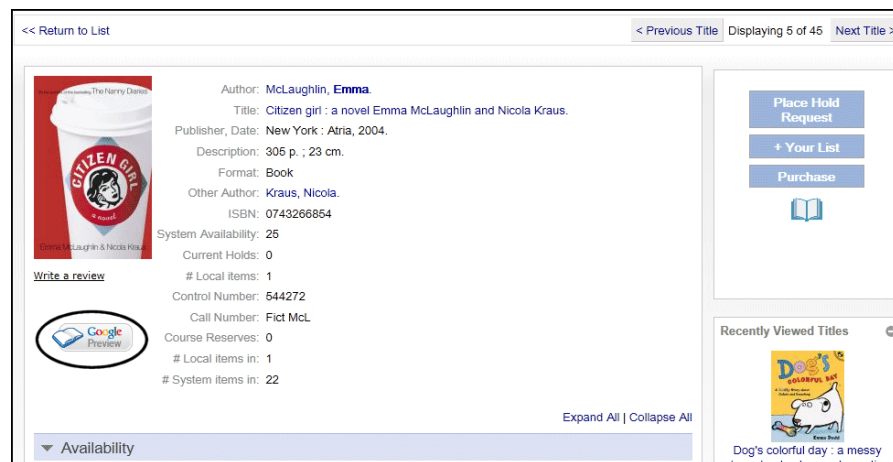 << Return to List
< Previous Title Displaying 5 of 45 Next Title >
The Nanny Diaries
CITIZEN GIRL
a novel
Emma McLaughlin & Nicola Kraus
Write a review
Google
Preview
Author: McLaughlin, Emma.
Title: Citizen girl : a novel Emma McLaughlin and Nicola Kraus.
Publisher, Date: New York : Atria, 2004.
Description: 305 p. ; 23 cm.
Format: Book
Other Author: Kraus, Nicola.
ISBN: 0743266854
System Availability: 25
Current Holds: 0
# Local items: 1
Control Number: 544272
Call Number: Fict McL
Course Reserves: 0
# Local items in: 1
# System items in: 22
Expand All | Collapse All
Availability
Place Hold
Request
+ Your List
Purchase
Recently Viewed Titles
Dog's
COLORFUL DAY
Emma Dodd
Dog's colorful day : a messy